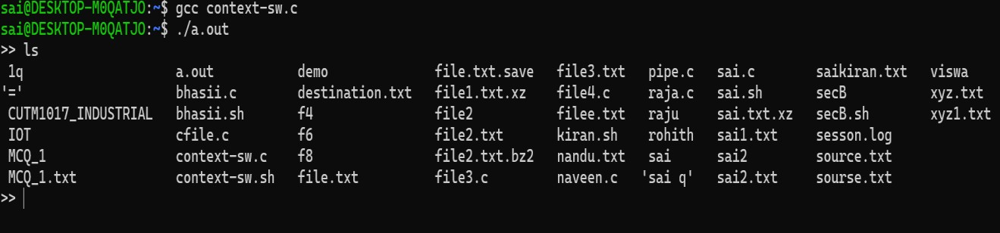 sai@DESKTOP-M0QATJO:~$ gcc context-sw.c
sai@DESKTOP-M0QATJO:~$ ./a.out
>> ls
 1q                   a.out           demo             file.txt.save   file3.txt   pipe.c   sai.c       saikiran.txt  viswa
'='                   bhasii.c        destination.txt  file1.txt.xz    file4.c     raja.c   sai.sh      secB          xyz.txt
 CUTM1017_INDUSTRIAL  bhasii.sh       f4               file2           filee.txt   raju     sai.txt.xz  secB.sh       xyz1.txt
 IOT                  cfile.c         f6               file2.txt       kiran.sh    rohith   sai1.txt    sesson.log
 MCQ_1                context-sw.c    f8               file2.txt.bz2   nandu.txt   sai      sai2        source.txt
 MCQ_1.txt            context-sw.sh   file.txt         file3.c         naveen.c   'sai q'   sai2.txt    sourse.txt
>>